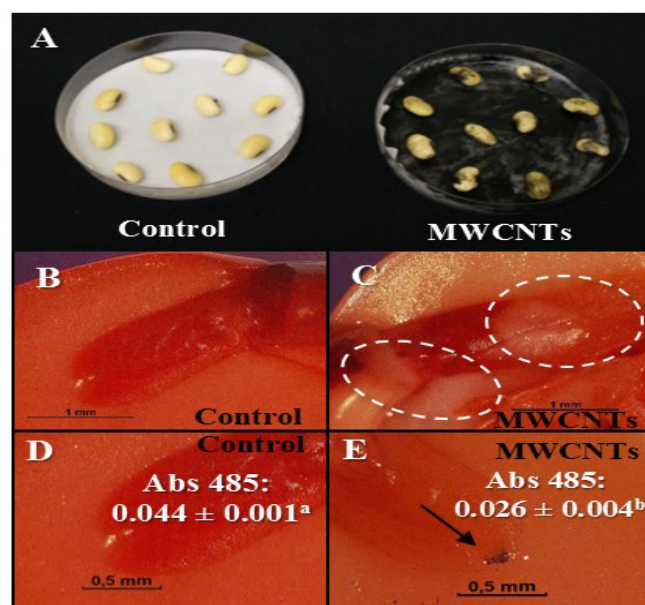 A
Control
MWCNTs
B
1 mm
Control
C
1 mm
MWCNTs
D
Control
Abs 485:
0.044 ± 0.001ª
0,5 mm
E
MWCNTs
Abs 485:
0.026 ± 0.004ᵇ
0,5 mm